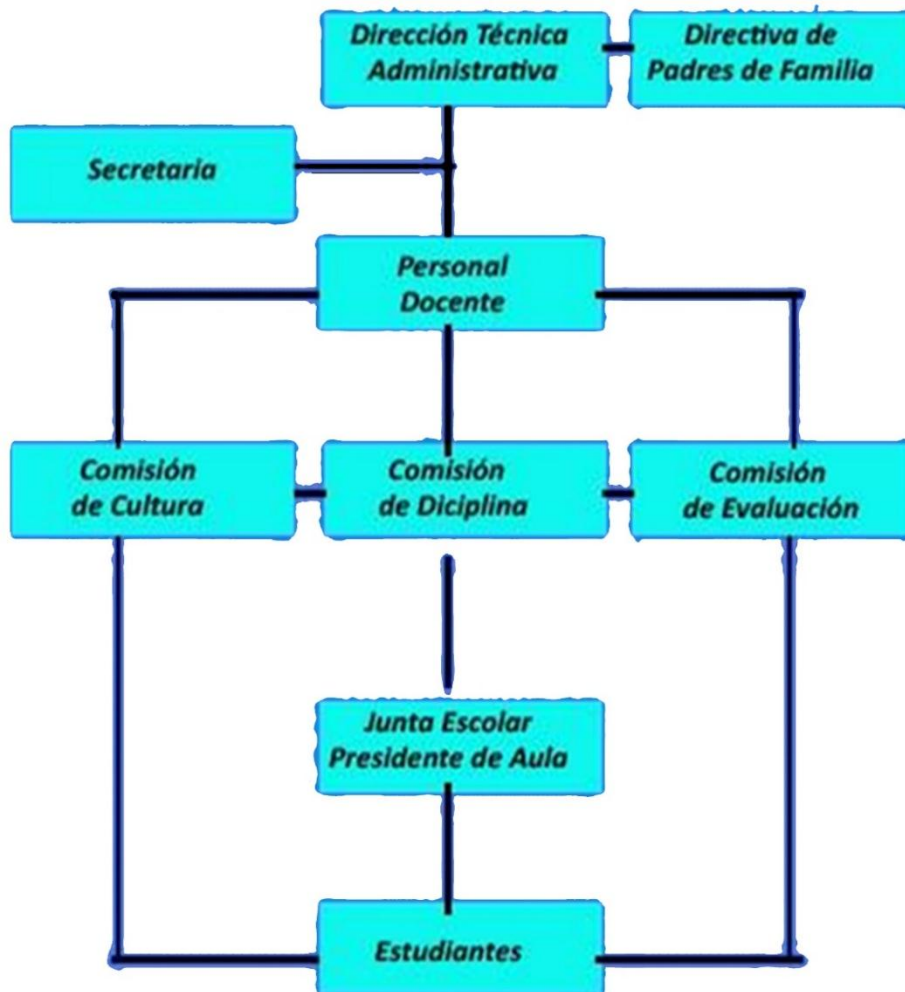 Dirección Técnica
Administrativa
Directiva de
Padres de Familia
Secretaria
Personal
Docente
Comisión
de Cultura
Comisión
de Diciplina
Comisión
de Evaluación
Junta Escolar
Presidente de Aula
Estudiantes